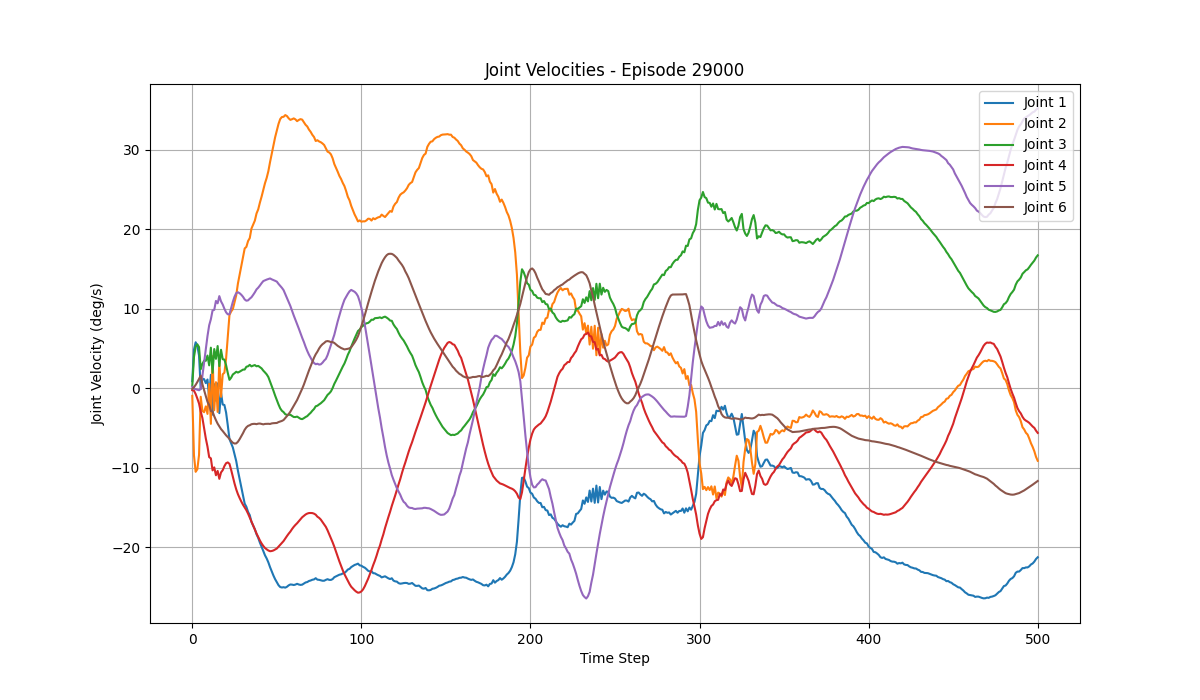 Joint Velocities - Episode 29000
Joint Velocity (deg/s)
30
20
10
0
−10
−20
0
100
200
300
400
500
Time Step
Joint 1
Joint 2
Joint 3
Joint 4
Joint 5
Joint 6